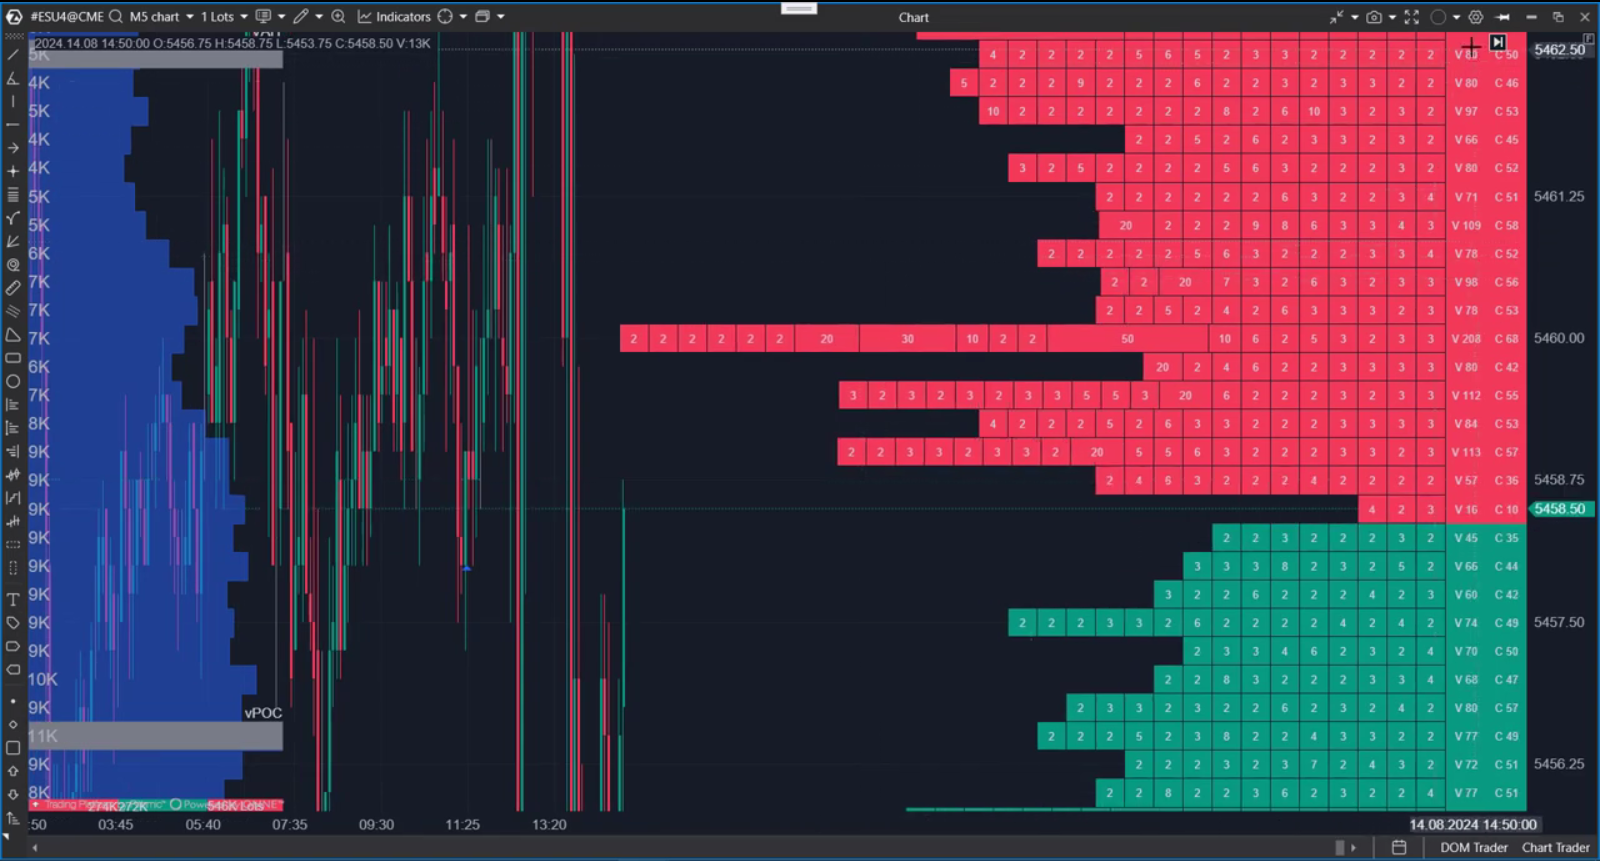 #ESU4@CME M5 chart 1 Lots Indicators Chart
2024.14.08 14:50:00 O:5456.75 H:5458.75 L:5453.75 C:5458.50 V:13K
5K 4 2 2 2 2 5 6 5 2 3 3 2 2 2 2 2 V 80 C 50 5462.50
4K 5 2 2 2 9 2 2 2 6 2 2 3 2 3 3 2 2 V 80 C 46
5K 10 2 2 2 2 2 2 2 8 2 6 10 3 2 3 2 V 97 C 53
4K 2 2 5 2 6 2 3 3 2 3 2 V 66 C 45
4K 3 2 5 2 2 2 2 5 6 3 2 2 3 2 3 V 80 C 52
5K 2 2 2 2 2 2 6 3 2 2 3 4 V 71 C 51 5461.25
5K 20 2 2 2 9 8 6 3 3 4 3 V 109 C 58
6K 2 2 2 2 2 5 6 3 2 2 2 3 3 4 V 78 C 52
7K 2 2 20 7 3 2 6 3 3 2 3 V 98 C 56
7K 2 2 5 2 4 2 6 3 3 3 2 3 V 78 C 53
7K 2 2 2 2 2 2 20 30 10 2 2 50 10 6 2 5 3 2 3 3 V 208 C 68 5460.00
6K 20 2 4 6 2 2 3 3 3 3 V 80 C 42
7K 3 2 3 2 3 2 3 3 5 5 3 20 6 2 2 2 3 2 3 3 V 112 C 55
8K 4 2 2 2 5 2 6 3 3 2 2 2 2 3 3 3 V 84 C 53
9K 2 2 3 3 2 3 3 2 20 5 5 6 3 2 2 2 3 3 3 V 113 C 57
9K 2 4 6 3 2 2 2 4 2 2 2 2 V 57 C 36 5458.75
9K 4 2 3 V 16 C 10 5458.50
9K 2 2 3 2 2 2 3 2 V 45 C 35
9K 3 3 3 8 2 3 2 5 2 V 66 C 44
9K 3 2 2 6 2 2 2 4 2 3 V 60 C 42
9K 2 2 2 3 3 2 6 2 2 2 2 4 2 4 2 V 74 C 49 5457.50
9K 2 3 3 4 6 2 3 2 4 V 70 C 50
10K 2 2 8 3 2 2 2 3 3 4 V 68 C 47
9K vPOC 2 3 3 2 3 2 2 6 2 3 2 4 2 V 80 C 57
11K 2 2 2 5 2 3 8 2 2 4 3 3 2 2 V 77 C 49
9K 2 2 2 3 2 3 7 2 4 3 2 V 72 C 51 5456.25
8K 2 2 8 2 2 3 6 2 3 2 2 4 V 77 C 51
274K 272K 546K Lots
:50 03:45 05:40 07:35 09:30 11:25 13:20 14.08.2024 14:50:00
DOM Trader Chart Trader